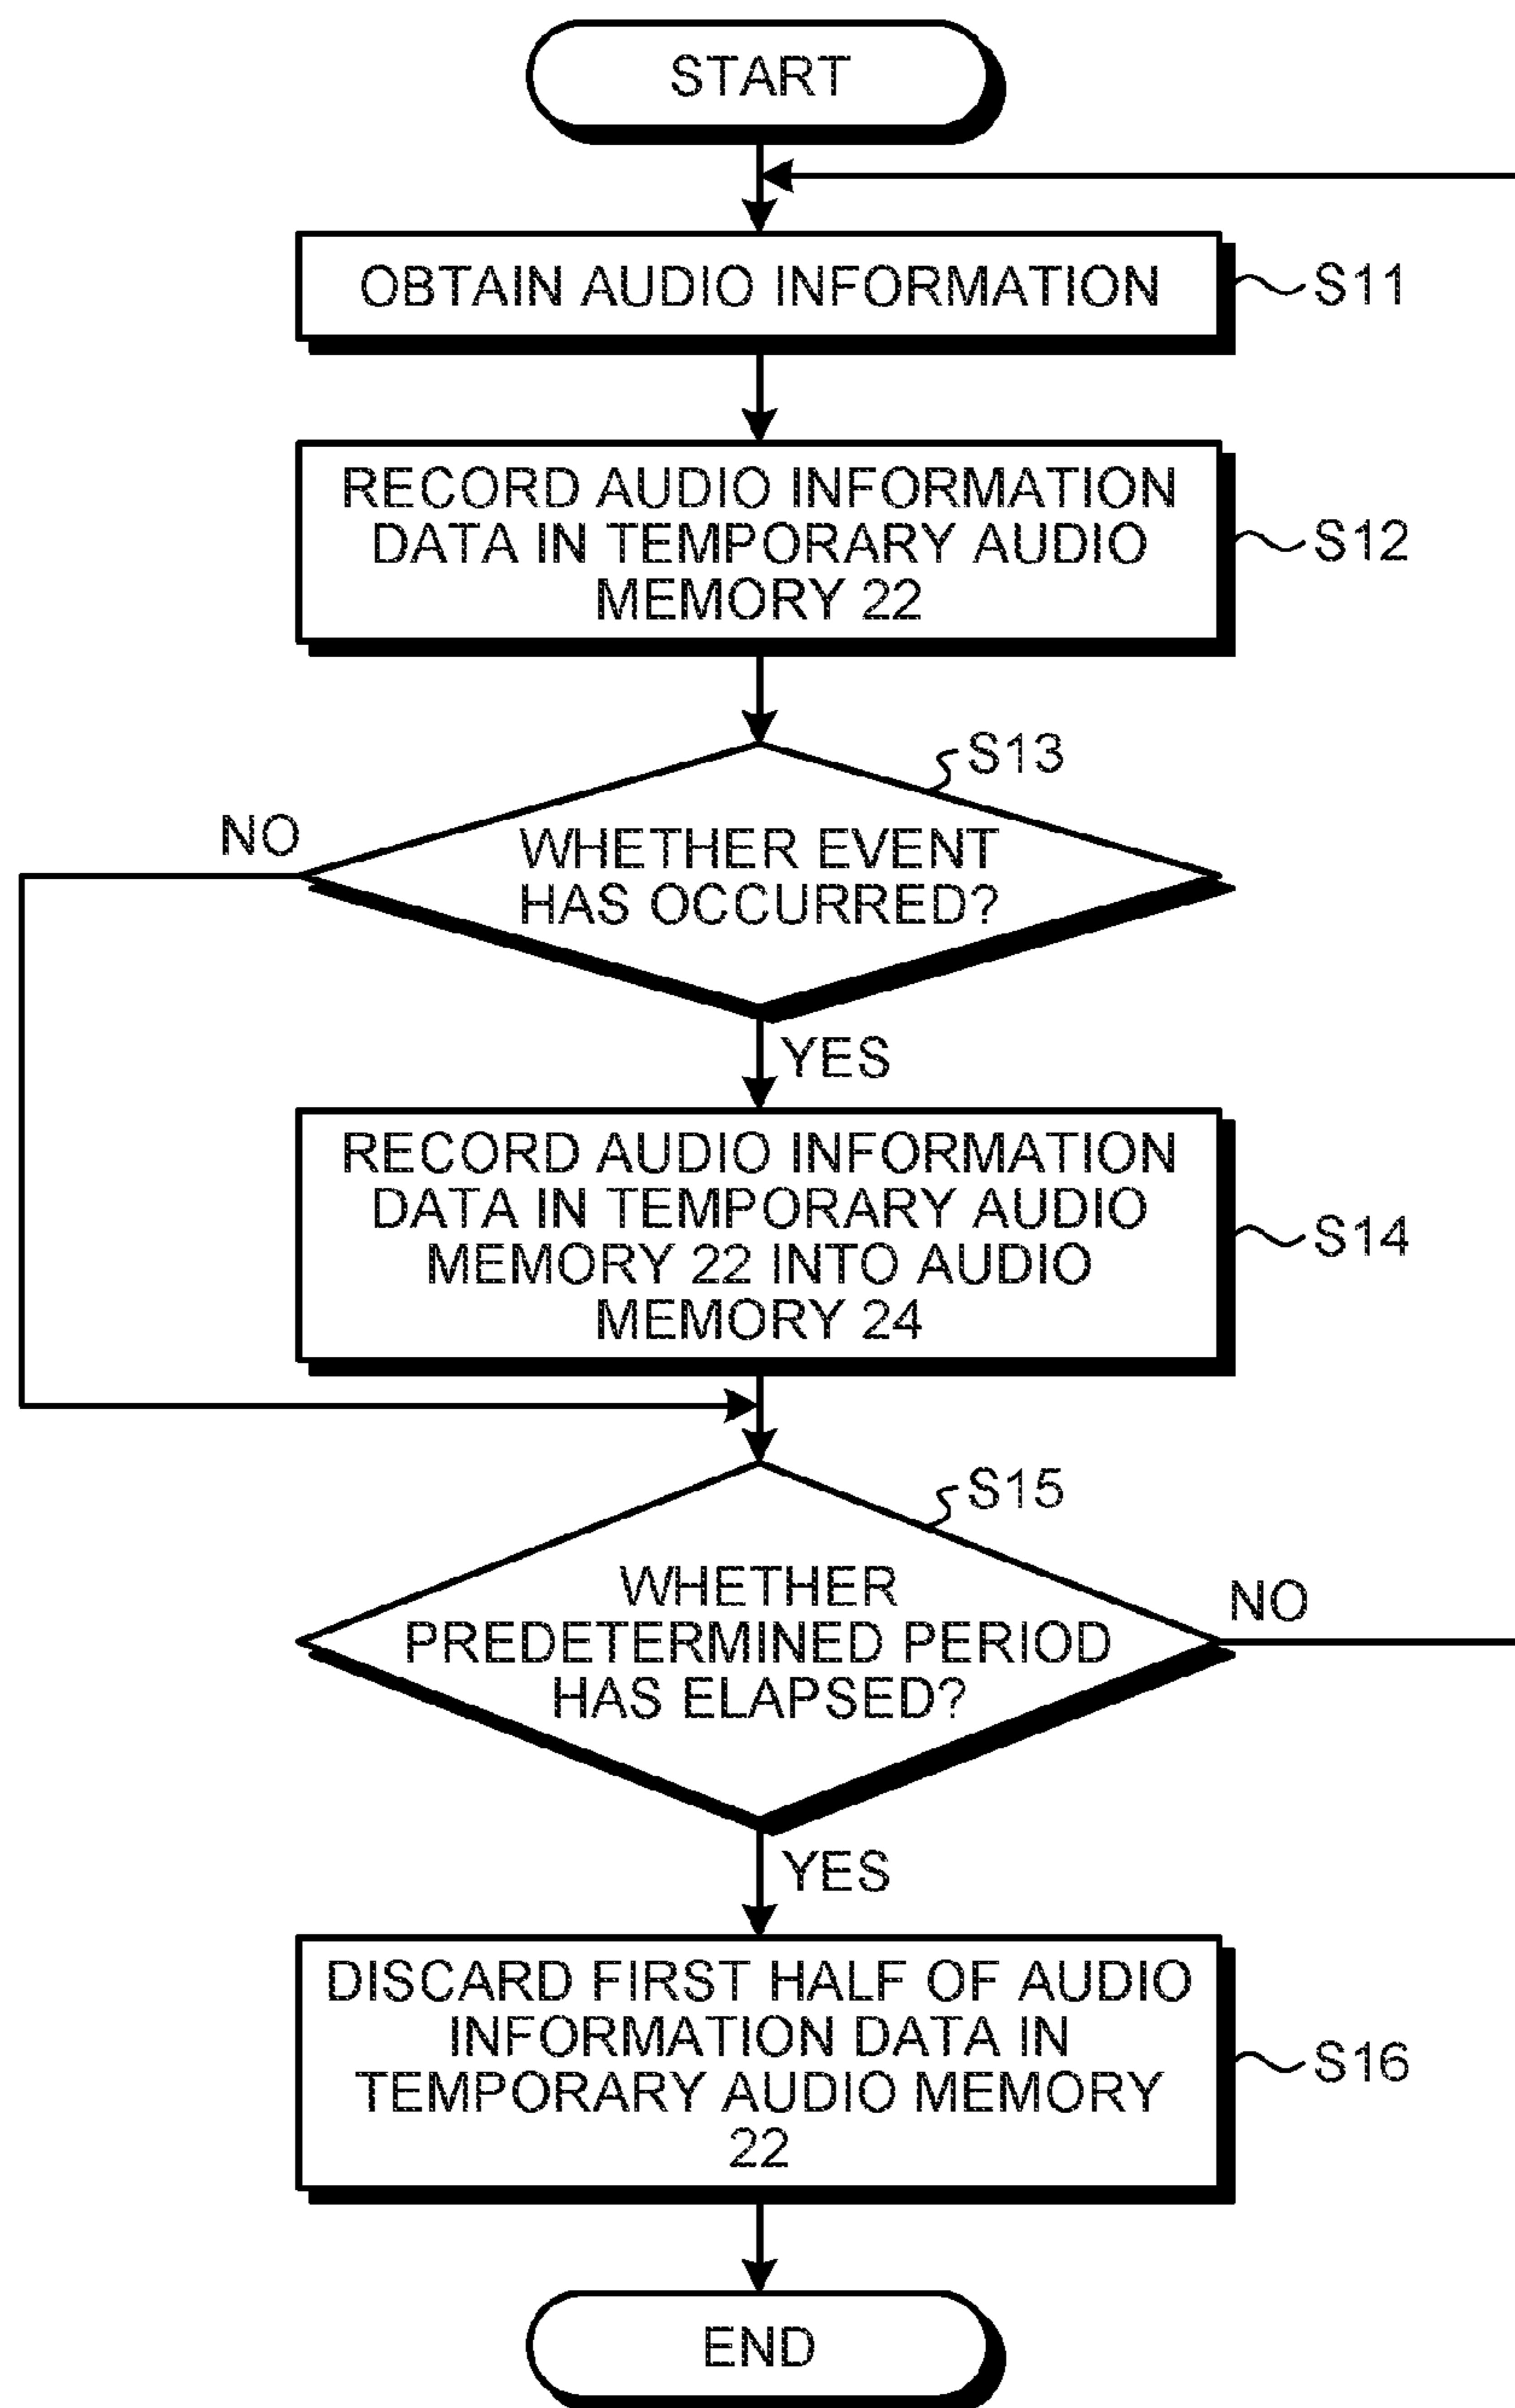 START
OBTAIN AUDIO INFORMATION
S11
RECORD AUDIO INFORMATION
DATA IN TEMPORARY AUDIO
MEMORY 22
S12
S13
NO
WHETHER EVENT
HAS OCCURRED?
YES
RECORD AUDIO INFORMATION
DATA IN TEMPORARY AUDIO
MEMORY 22 INTO AUDIO
MEMORY 24
S14
S15
WHETHER
PREDETERMINED PERIOD
HAS ELAPSED?
NO
YES
DISCARD FIRST HALF OF AUDIO
INFORMATION DATA IN
TEMPORARY AUDIO MEMORY
22
S16
END